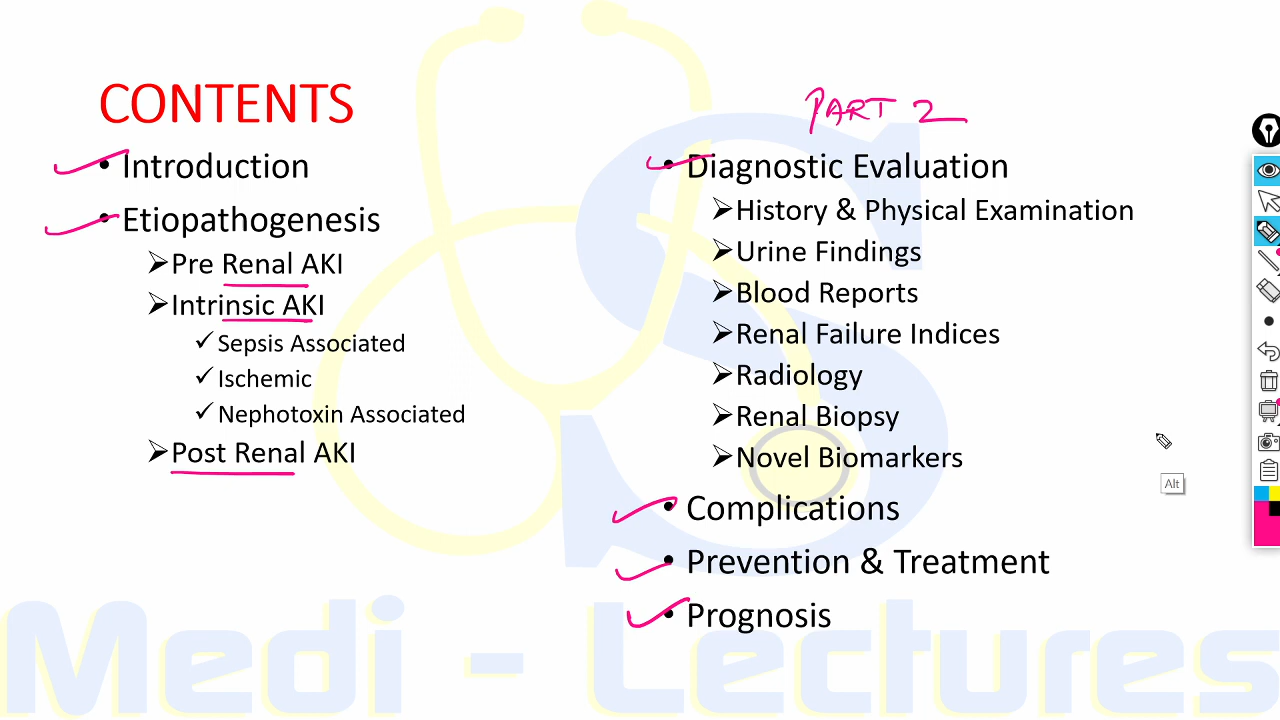 CONTENTS
Introduction
Etiopathogenesis
Pre Renal AKI
Intrinsic AKI
Sepsis Associated
Ischemic
Nephotoxin Associated
Post Renal AKI
PART 2
Diagnostic Evaluation
History & Physical Examination
Urine Findings
Blood Reports
Renal Failure Indices
Radiology
Renal Biopsy
Novel Biomarkers
Complications
Prevention & Treatment
Prognosis
Alt
Medi - Lectures